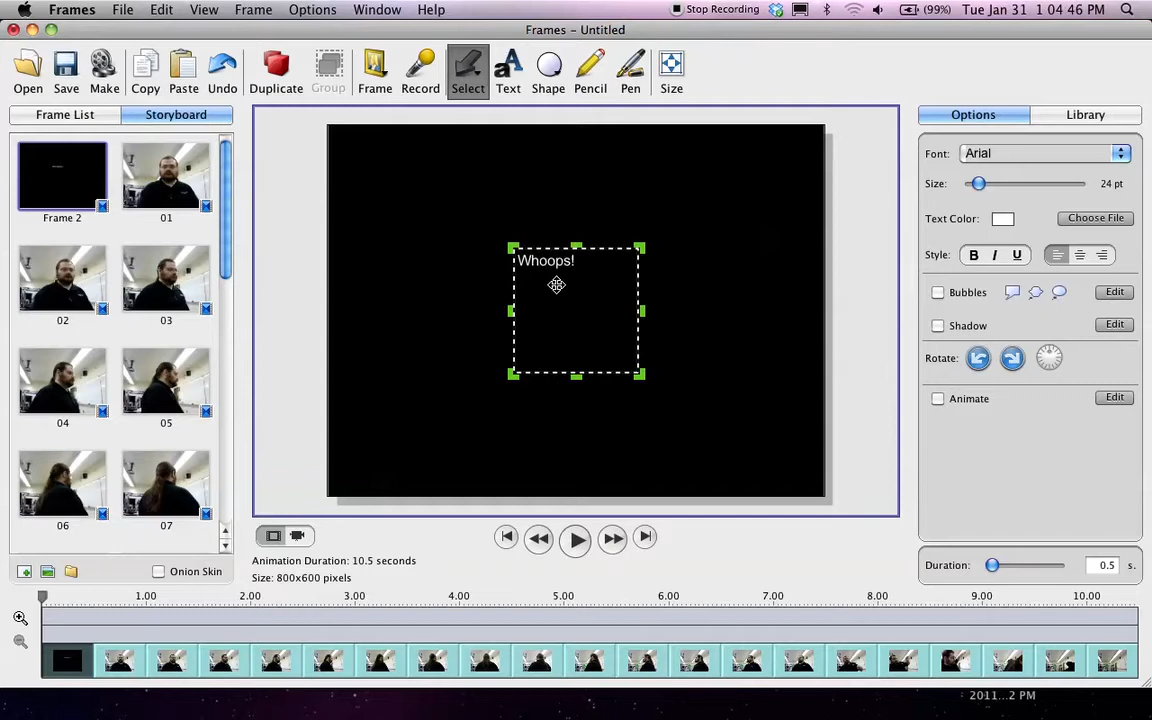 Frames File Edit View Frame Options Window Help Stop Recording (99%) Tue Jan 31 1:04:46 PM
Frames – Untitled
Open Save Make Copy Paste Undo Duplicate Group Frame Record Select Text Shape Pencil Pen Size
Frame List Storyboard Options Library
Font: Arial
Size: 24 pt
Text Color: Choose File
Style: B I U
Bubbles Edit
Shadow Edit
Rotate:
Animate Edit
Whoops!
Frame 2 01
02 03
04 05
06 07
Onion Skin
Animation Duration: 10.5 seconds
Size: 800x600 pixels
Duration: 0.5 s.
1.00 2.00 3.00 4.00 5.00 6.00 7.00 8.00 9.00 10.00
2011...2 PM